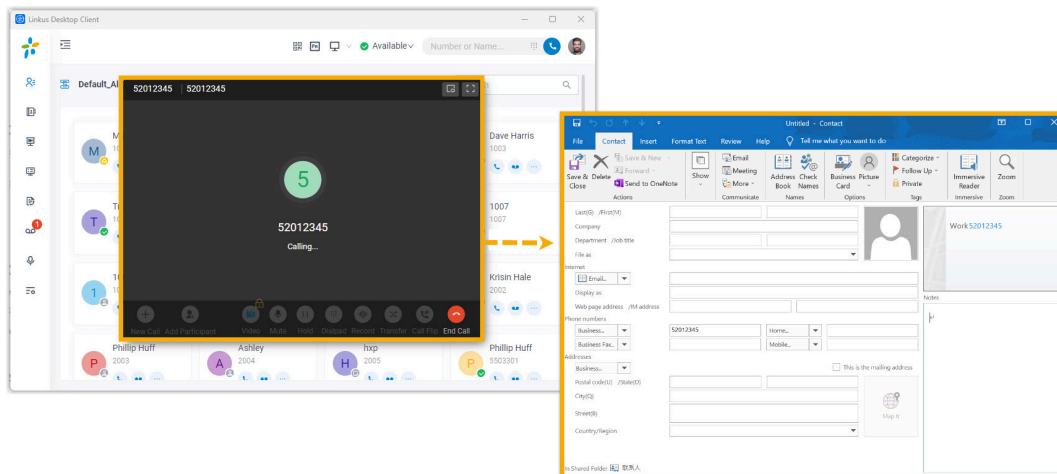 Linkus Desktop Client
Available
Number or Name...
Default_Al
52012345 52012345
M
Dave Harris
1003
T
1007
1007
5
52012345
Calling...
1
Krisin Hale
2002
New Call Add Participant Video Mute Hold Dialpad Record Transfer Call Flip End Call
P Phillip Huff
2003
A Ashley
2004
H hxp
2005
P Phillip Huff
5503301
Untitled - Contact
File Contact Insert Format Text Review Help Tell me what you want to do
Save & Close
Delete
Save & New
Forward
Send to OneNote
Actions
Show
Email
Meeting
More
Communicate
Address Book
Check Names
Names
Business Card
Picture
Options
Categorize
Follow Up
Private
Tags
Immersive Reader
Immersive
Zoom
Zoom
Last(G) /First(M)
Company
Department /Job title
File as
Work 52012345
Internet
Email...
Display as
Web page address /IM address
Notes
Phone numbers
Business... 52012345 Home...
Business Fax... Mobile...
Addresses
Business...
This is the mailing address
Postal code(U) /State(D)
City(Q)
Street(B)
Map It
Country/Region
In Shared Folder 联系人